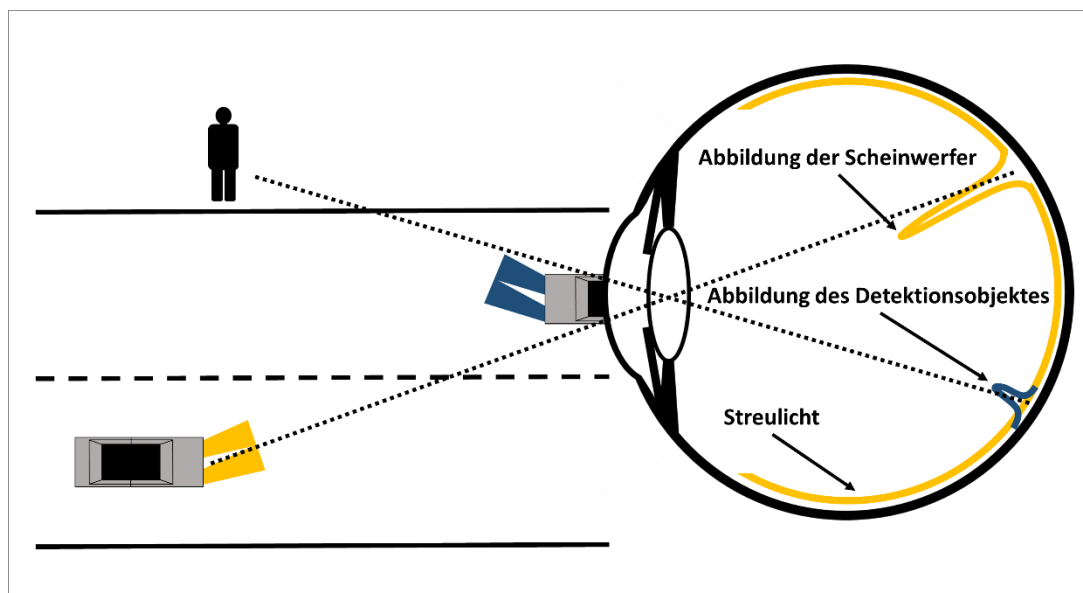 Abbildung der Scheinwerfer
Abbildung des Detektionsobjektes
Streulicht